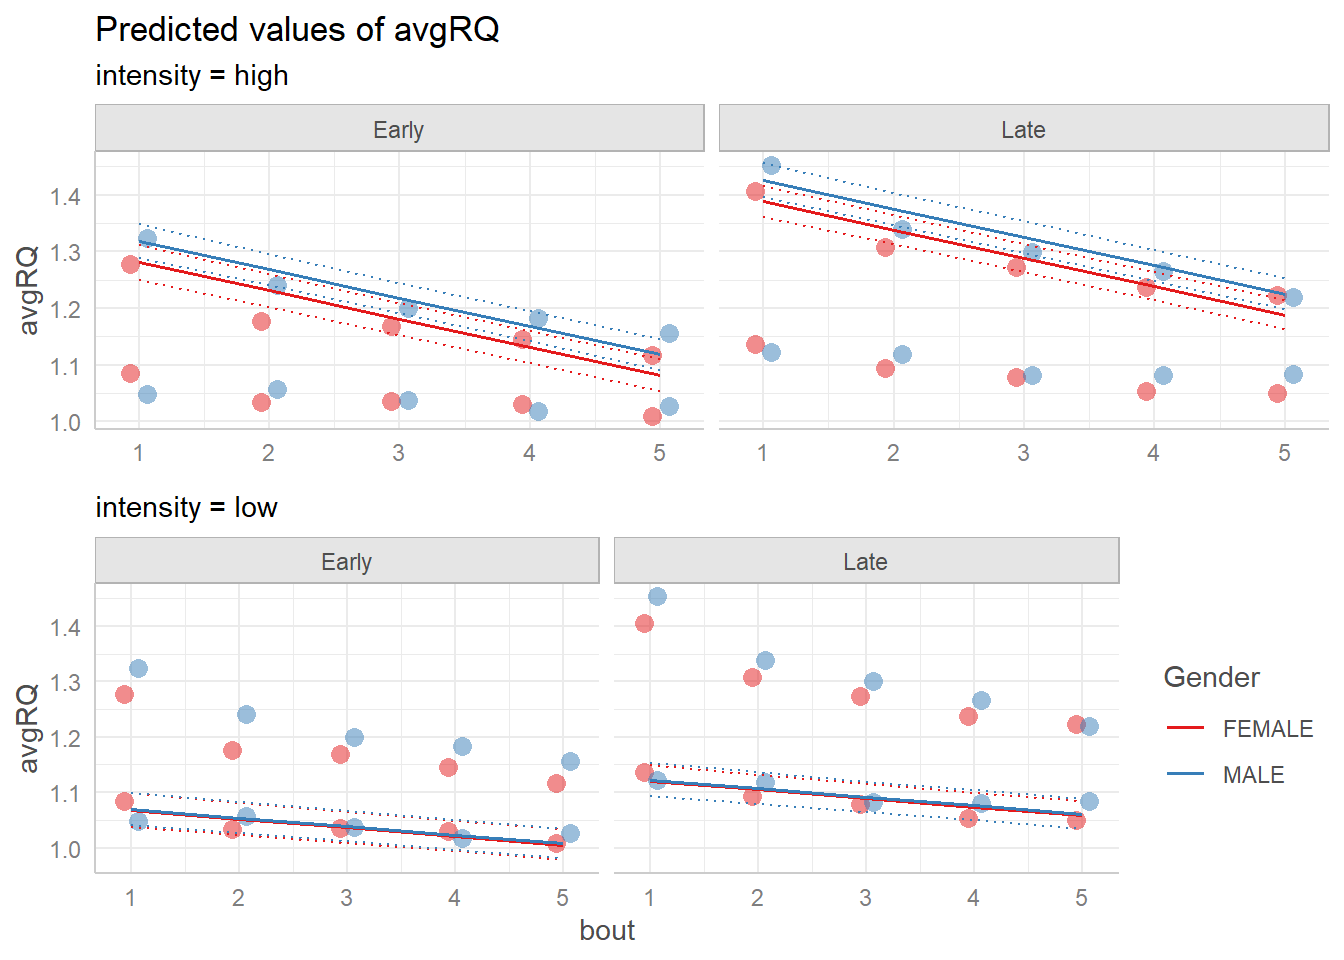 Predicted values of avgRQ
intensity = high
Early Late
avgRQ
1.4
1.3
1.2
1.1
1.0
1 2 3 4 5 1 2 3 4 5
intensity = low
Early Late
avgRQ
1.4
1.3
1.2
1.1
1.0
1 2 3 4 5 1 2 3 4 5
bout
Gender
FEMALE
MALE